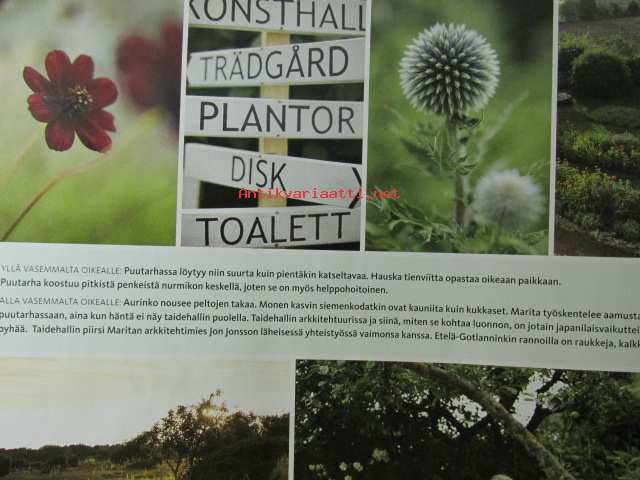 KONSTHALL
TRÄDGÅRD
PLANTOR
DISK
TOALETT
Antikvariaatti.net
YLLÄ VASEMMALTA OIKEALLE: Puutarhassa löytyy niin suurta kuin pientäkin katseltavaa. Hauska tienviitta opastaa oikeaan paikkaan.
Puutarha koostuu pitkistä penkeistä nurmikon keskellä, joten se on myös helppohoitoinen.
ALLA VASEMMALTA OIKEALLE: Aurinko nousee peltojen takaa. Monen kasvin siemenkodatkin ovat kauniita kuin kukkaset. Marita työskentelee aamusta
puutarhassaan, aina kun häntä ei näy taidehallin puolella. Taidehallin arkkitehtuurissa ja siinä, miten se kohtaa luonnon, on jotain japanilaisvaikuttei
pyhää. Taidehallin piirsi Maritan arkkitehtimies Jon Jonsson läheisessä yhteistyössä vaimonsa kanssa. Etelä-Gotlanninkin rannoilla on raukkeja, kalkk